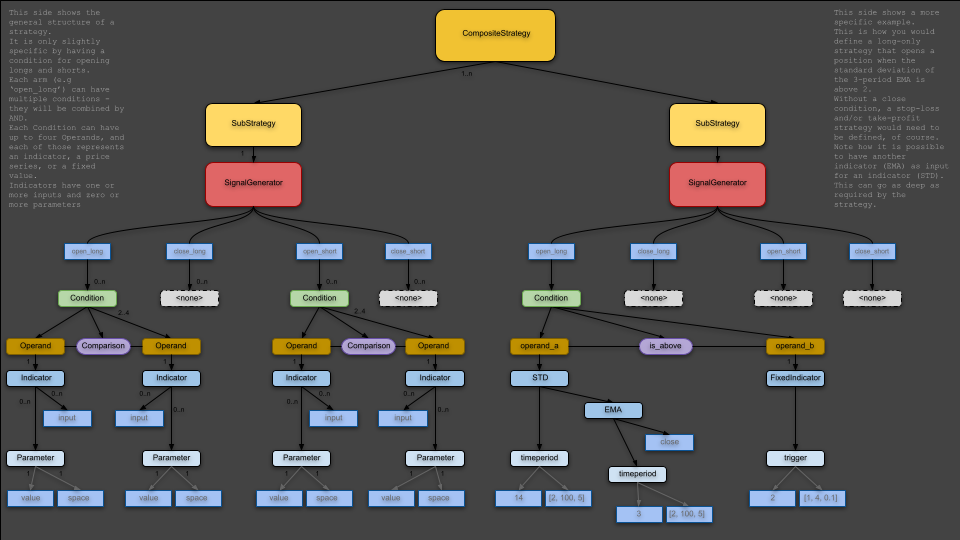 This side shows the
general structure of a
strategy.
It is only slightly
specific by having a
condition for opening
longs and shorts.
Each arm (e.g
'open_long') can have
multiple conditions -
they will be combined by
AND.
Each Condition can have
up to four Operands, and
each of those represents
an indicator, a price
series, or a fixed
value.
Indicators have one or
more inputs and zero or
more parameters
This side shows a more
specific example.
This is how you would
define a long-only
strategy that opens a
position when the
standard deviation of
the 3-period EMA is
above 2.
Without a close
condition, a stop-loss
and/or take-profit
strategy would need to
be defined, of course.
Note how it is possible
to have another
indicator (EMA) as input
for an indicator (STD).
This can go as deep as
required by the
strategy.
CompositeStrategy
1..n
SubStrategy SubStrategy
1
SignalGenerator SignalGenerator
open_long close_long open_short close_short open_long close_long open_short close_short
0..n 0..n 0..n 0..n
Condition <none> Condition <none> Condition <none> <none> <none>
2..4 2..4
Operand Comparison Operand Operand Comparison Operand operand_a is_above operand_b
1 1 1 1 1
Indicator Indicator Indicator Indicator STD FixedIndicator
0..n 0..n 0..n 0..n
0..n 0..n 0..n 0..n
EMA
input input input input
close
Parameter Parameter Parameter Parameter timeperiod trigger
timeperiod
1 1 1 1 1 1 1 1
value space value space value space value space 14 [2, 100, 5] 2 [1, 4, 0.1]
3 [2, 100, 5]